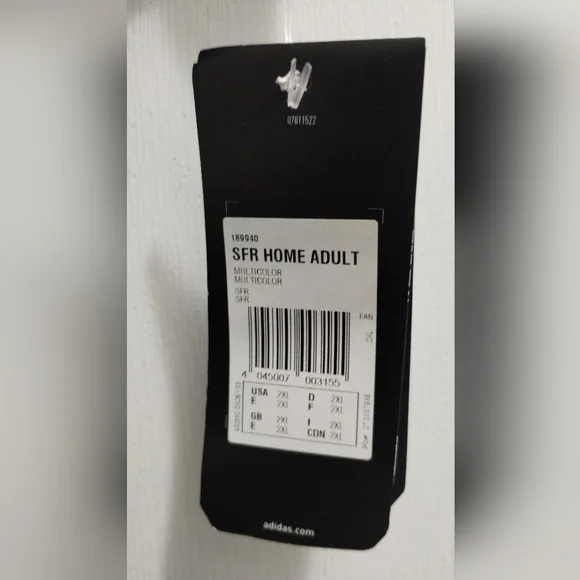 07011522
189940
SFR HOME ADULT
MULTICOLOR
MULTICOLOR
SFR
SFR
FAN
2XL
4 045007 003155
USA 2XL D 2XL
E 2XL F 2XL
GB 2XL I 2XL
E 2XL CDN 2XL
adidas.com